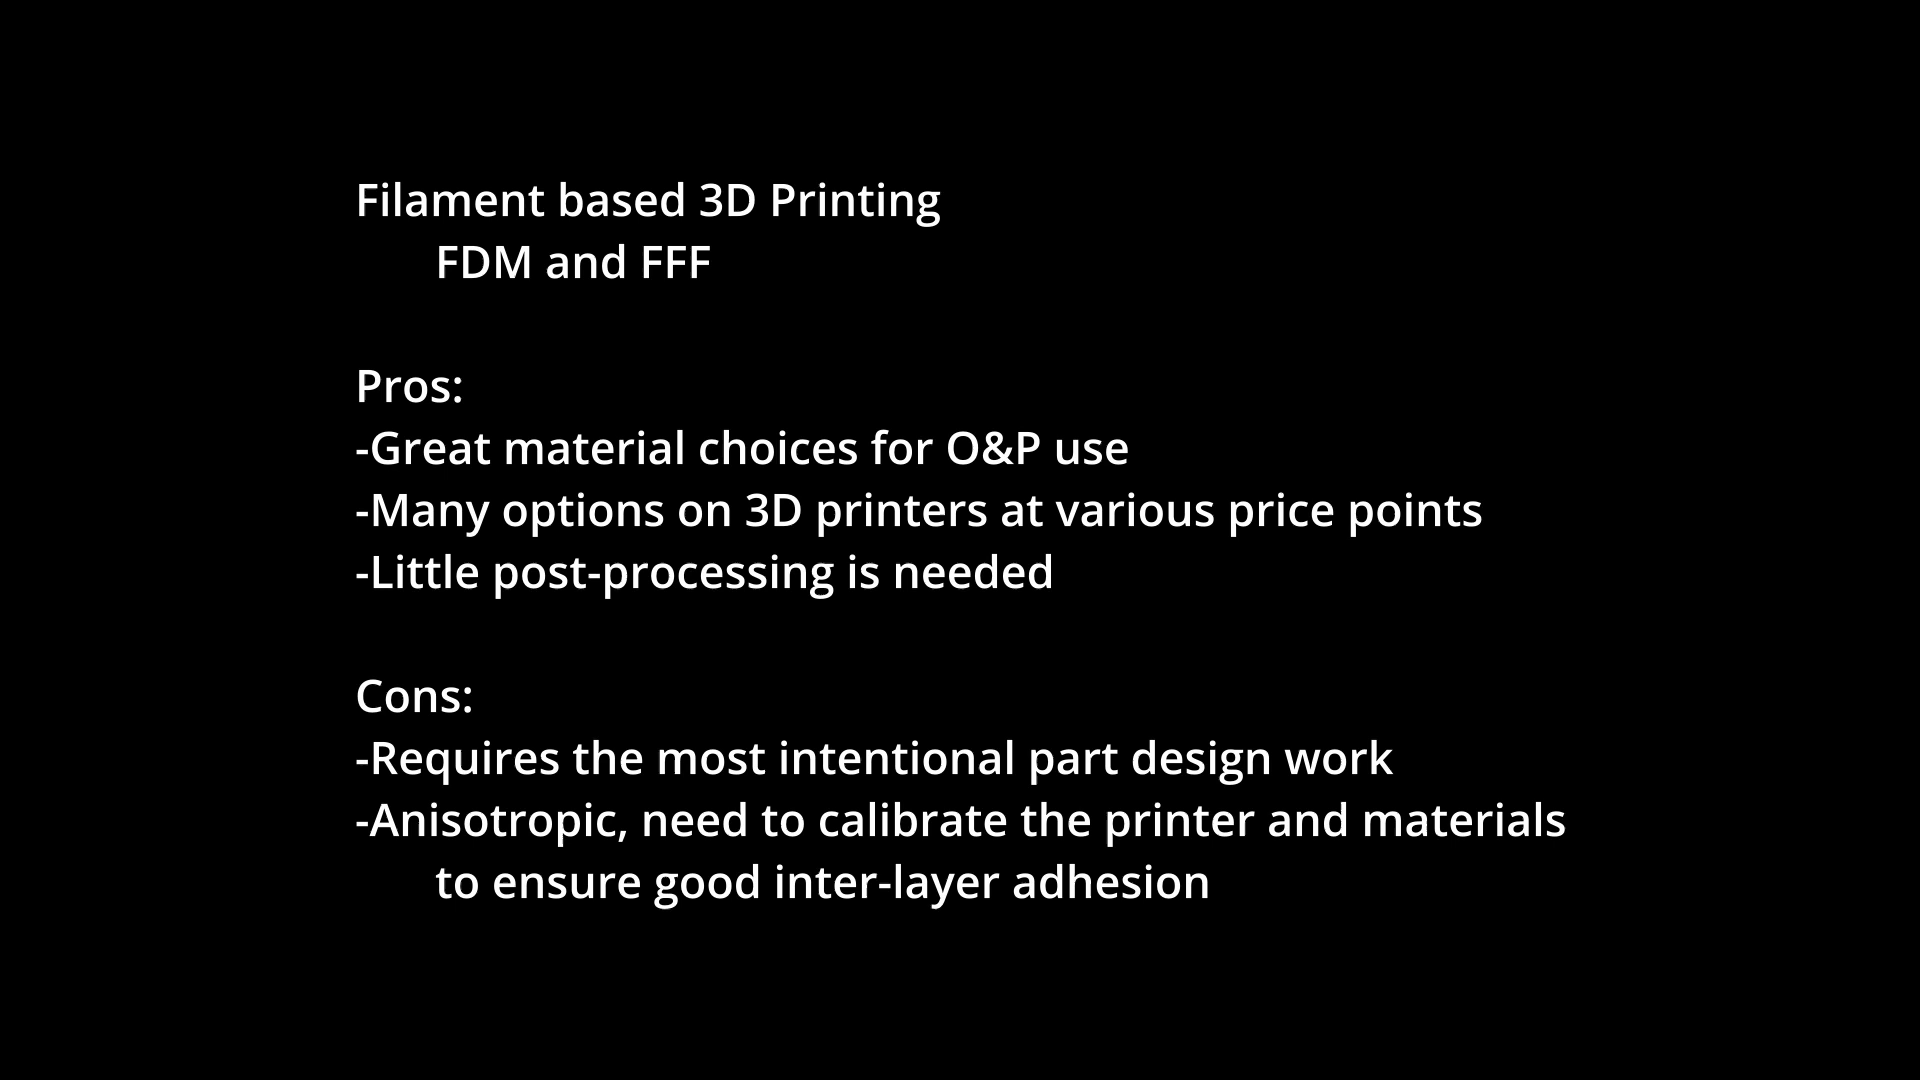 Filament based 3D Printing
FDM and FFF
Pros:
-Great material choices for O&P use
-Many options on 3D printers at various price points
-Little post-processing is needed
Cons:
-Requires the most intentional part design work
-Anisotropic, need to calibrate the printer and materials
to ensure good inter-layer adhesion